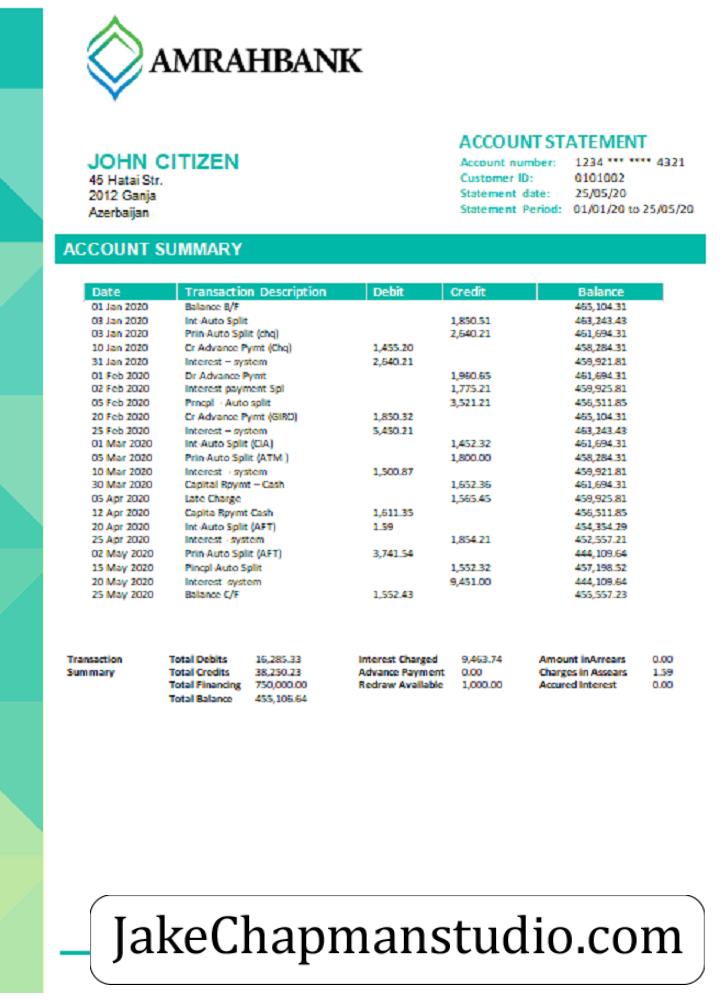 AMRAHBANK
JOHN CITIZEN
45 Hatai Str.
2012 Ganja
Azerbaijan
ACCOUNT STATEMENT
Account number: 1234 *** **** 4321
Customer ID: 0101002
Statement date: 25/05/20
Statement Period: 01/01/20 to 25/05/20
ACCOUNT SUMMARY
Date Transaction Description Debit Credit Balance
01 Jan 2020 Balance B/F 465,104.31
03 Jan 2020 Int-Auto Split 1,850.51 463,243.43
03 Jan 2020 Prin-Auto Split (chq) 2,640.21 461,694.31
10 Jan 2020 Cr Advance Pymt (Chq) 1,455.20 458,284.31
31 Jan 2020 Interest – system 2,640.21 459,921.81
01 Feb 2020 Dr Advance Pymt 1,960.65 461,694.31
02 Feb 2020 Interest payment Spl 1,775.21 459,925.81
05 Feb 2020 Prncpl - Auto split 3,521.21 456,511.85
20 Feb 2020 Cr Advance Pymt (GIRO) 1,850.32 465,104.31
25 Feb 2020 Interest – system 5,450.21 463,243.43
01 Mar 2020 Int-Auto Split (CIA) 1,452.32 461,694.31
05 Mar 2020 Prin-Auto Split (ATM ) 1,800.00 458,284.31
10 Mar 2020 Interest - system 1,500.87 459,921.81
30 Mar 2020 Capital Rpymt – Cash 1,652.36 461,694.31
05 Apr 2020 Late Charge 1,565.45 459,925.81
12 Apr 2020 Capita Rpymt-Cash 1,611.35 456,511.85
20 Apr 2020 Int-Auto Split (AFT) 1.59 454,354.29
25 Apr 2020 Interest - system 1,854.21 452,557.21
02 May 2020 Prin-Auto Split (AFT) 3,741.54 444,109.64
15 May 2020 Pincpl-Auto Split 1,552.32 457,198.52
20 May 2020 Interest-system 9,451.00 444,109.64
25 May 2020 Balance C/F 1,552.43 455,557.23
Transaction Total Debits 16,285.33 Interest Charged 9,463.74 Amount inArrears 0.00
Summary Total Credits 38,250.23 Advance Payment 0.00 Charges in Assears 1.59
Total Financing 750,000.00 Redraw Available 1,000.00 Accured Interest 0.00
Total Balance 455,106.64
JakeChapmanstudio.com